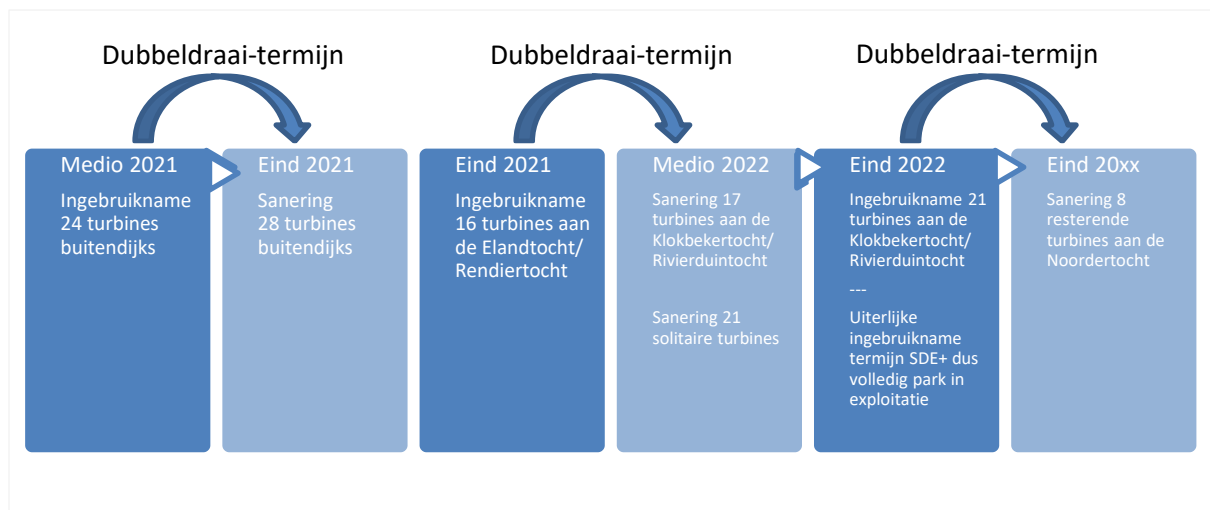 Dubbeldraai-termijn
Dubbeldraai-termijn
Dubbeldraai-termijn
Medio 2021
Ingebruikname
24 turbines
buitendijks
Eind 2021
Sanering
28 turbines
buitendijks
Eind 2021
Ingebruikname
16 turbines aan
de Elandtocht/
Rendiertocht
Medio 2022
Sanering 17
turbines aan de
Klokbekertocht/
Rivierduintocht
Sanering 21
solitaire turbines
Eind 2022
Ingebruikname 21
turbines aan de
Klokbekertocht/
Rivierduintocht
---
Uiterlijke
ingebruikname
termijn SDE+ dus
volledig park in
exploitatie
Eind 20xx
Sanering 8
resterende
turbines aan de
Noordertocht